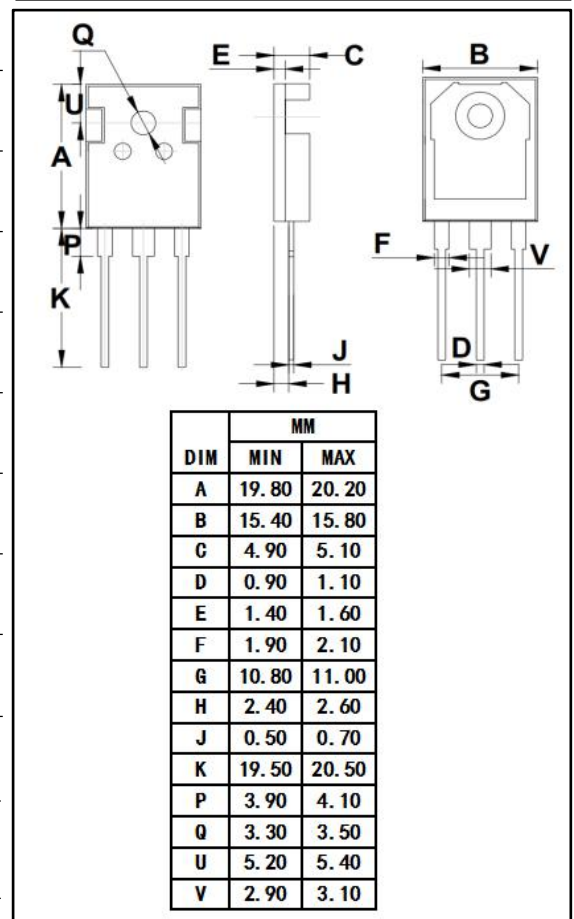 Q
E C B
U
A
P F V
K
J D
H G
MM
DIM MIN MAX
A 19.80 20.20
B 15.40 15.80
C 4.90 5.10
D 0.90 1.10
E 1.40 1.60
F 1.90 2.10
G 10.80 11.00
H 2.40 2.60
J 0.50 0.70
K 19.50 20.50
P 3.90 4.10
Q 3.30 3.50
U 5.20 5.40
V 2.90 3.10